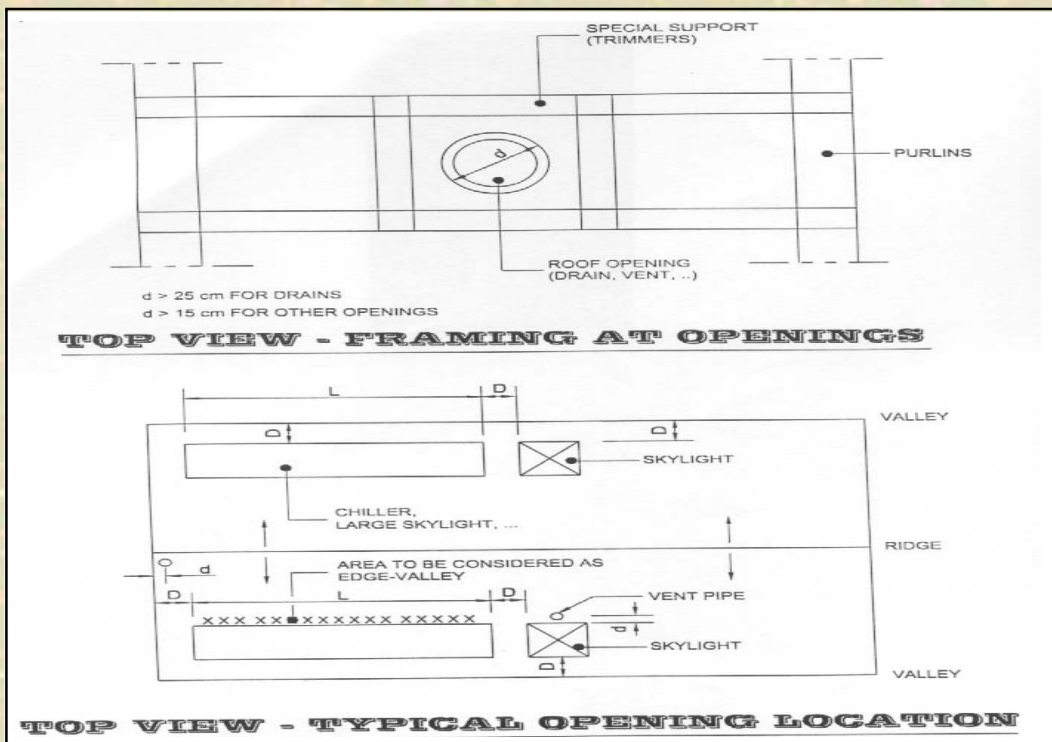 SPECIAL SUPPORT
(TRIMMERS)
d
PURLINS
ROOF OPENING
(DRAIN, VENT, ..)
d > 25 cm FOR DRAINS
d > 15 cm FOR OTHER OPENINGS
TOP VIEW - FRAMING AT OPENINGS
L
D
VALLEY
D
D
SKYLIGHT
CHILLER,
LARGE SKYLIGHT, ...
RIDGE
AREA TO BE CONSIDERED AS
EDGE-VALLEY
d
D
L
D
VENT PIPE
XXX XX XXXXXXX XXXXX
d
SKYLIGHT
D
VALLEY
TOP VIEW - TYPICAL OPENING LOCATION